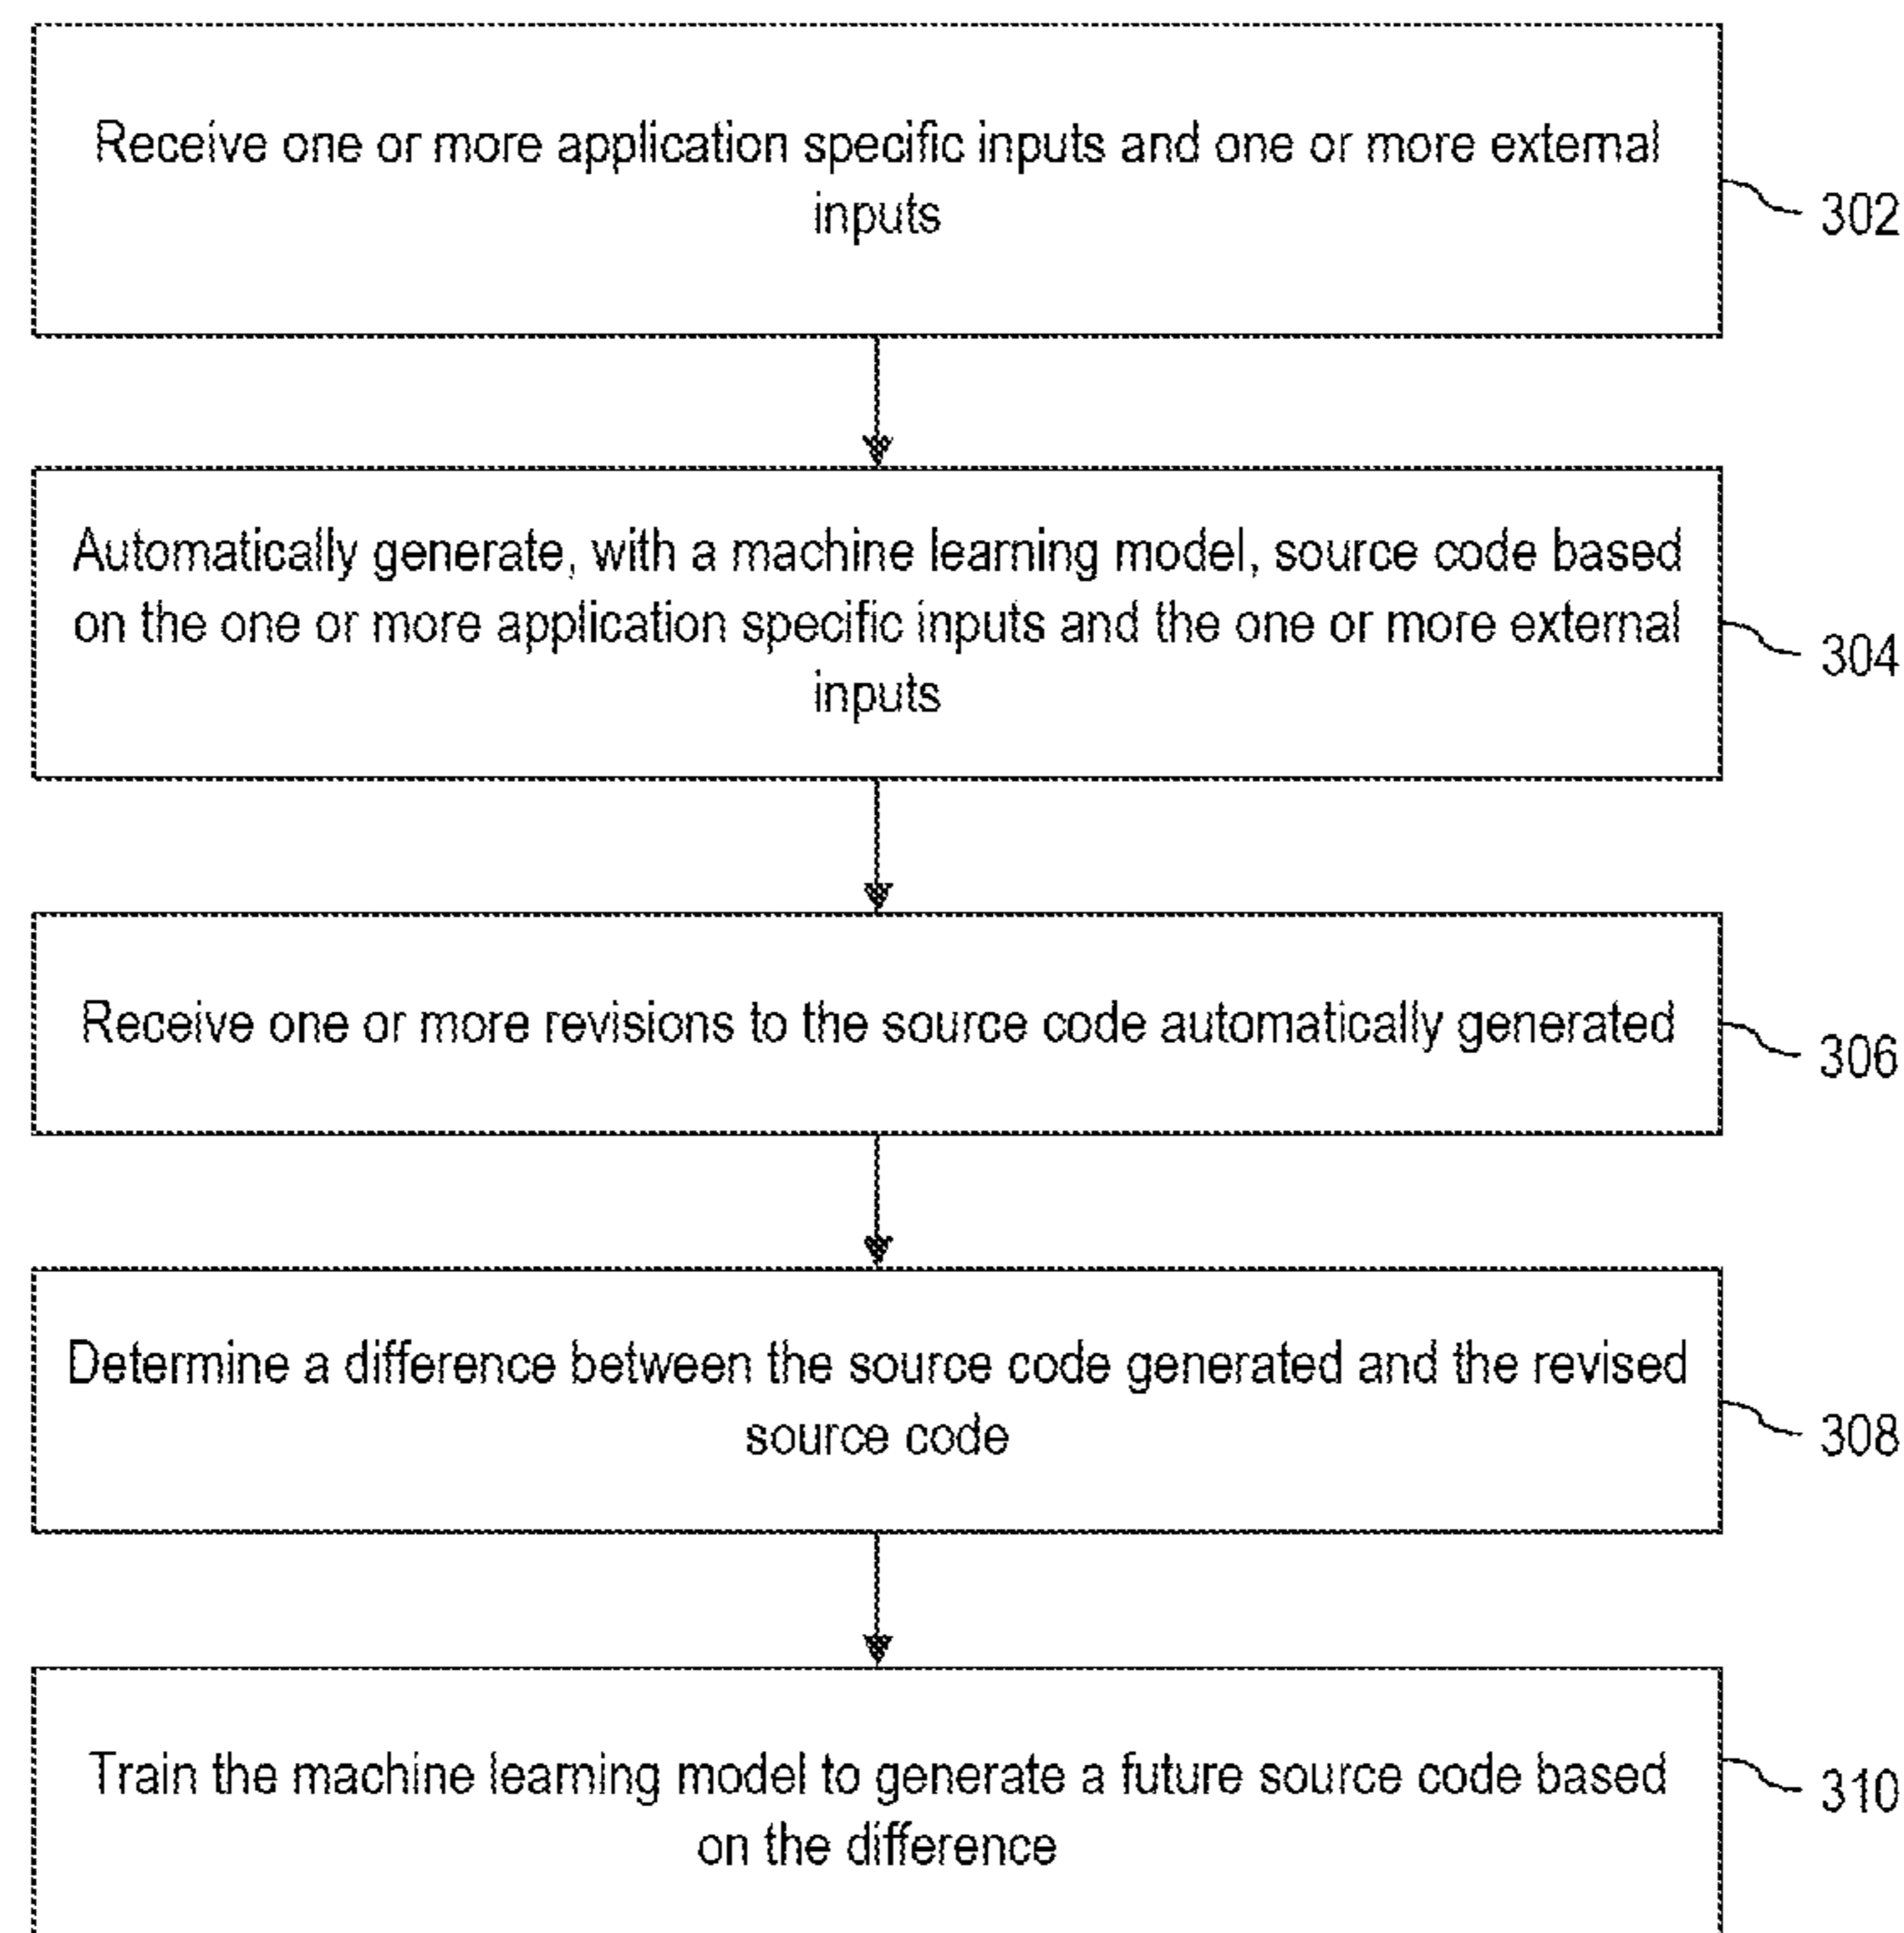 Receive one or more application specific inputs and one or more external
inputs
302
Automatically generate, with a machine learning model, source code based
on the one or more application specific inputs and the one or more external
inputs
304
Receive one or more revisions to the source code automatically generated
306
Determine a difference between the source code generated and the revised
source code
308
Train the machine learning model to generate a future source code based
on the difference
310